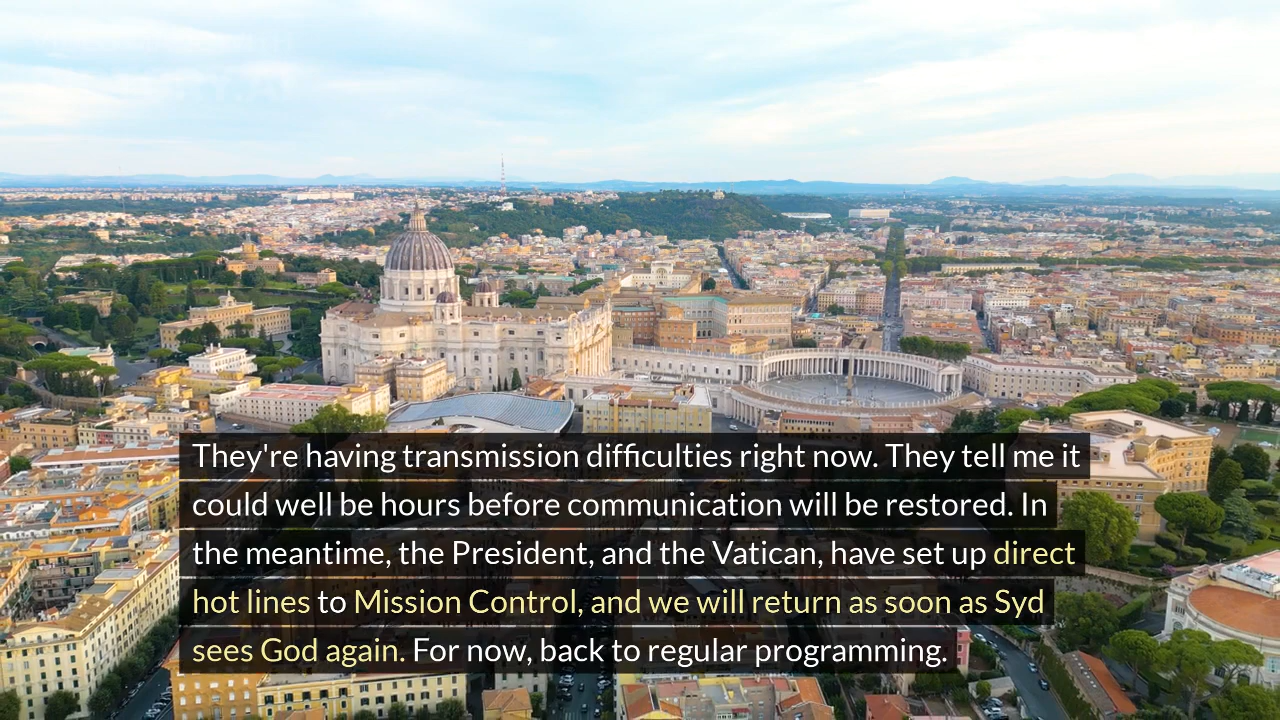 They're having transmission difficulties right now. They tell me it
could well be hours before communication will be restored. In
the meantime, the President, and the Vatican, have set up direct
hot lines to Mission Control, and we will return as soon as Syd
sees God again. For now, back to regular programming.